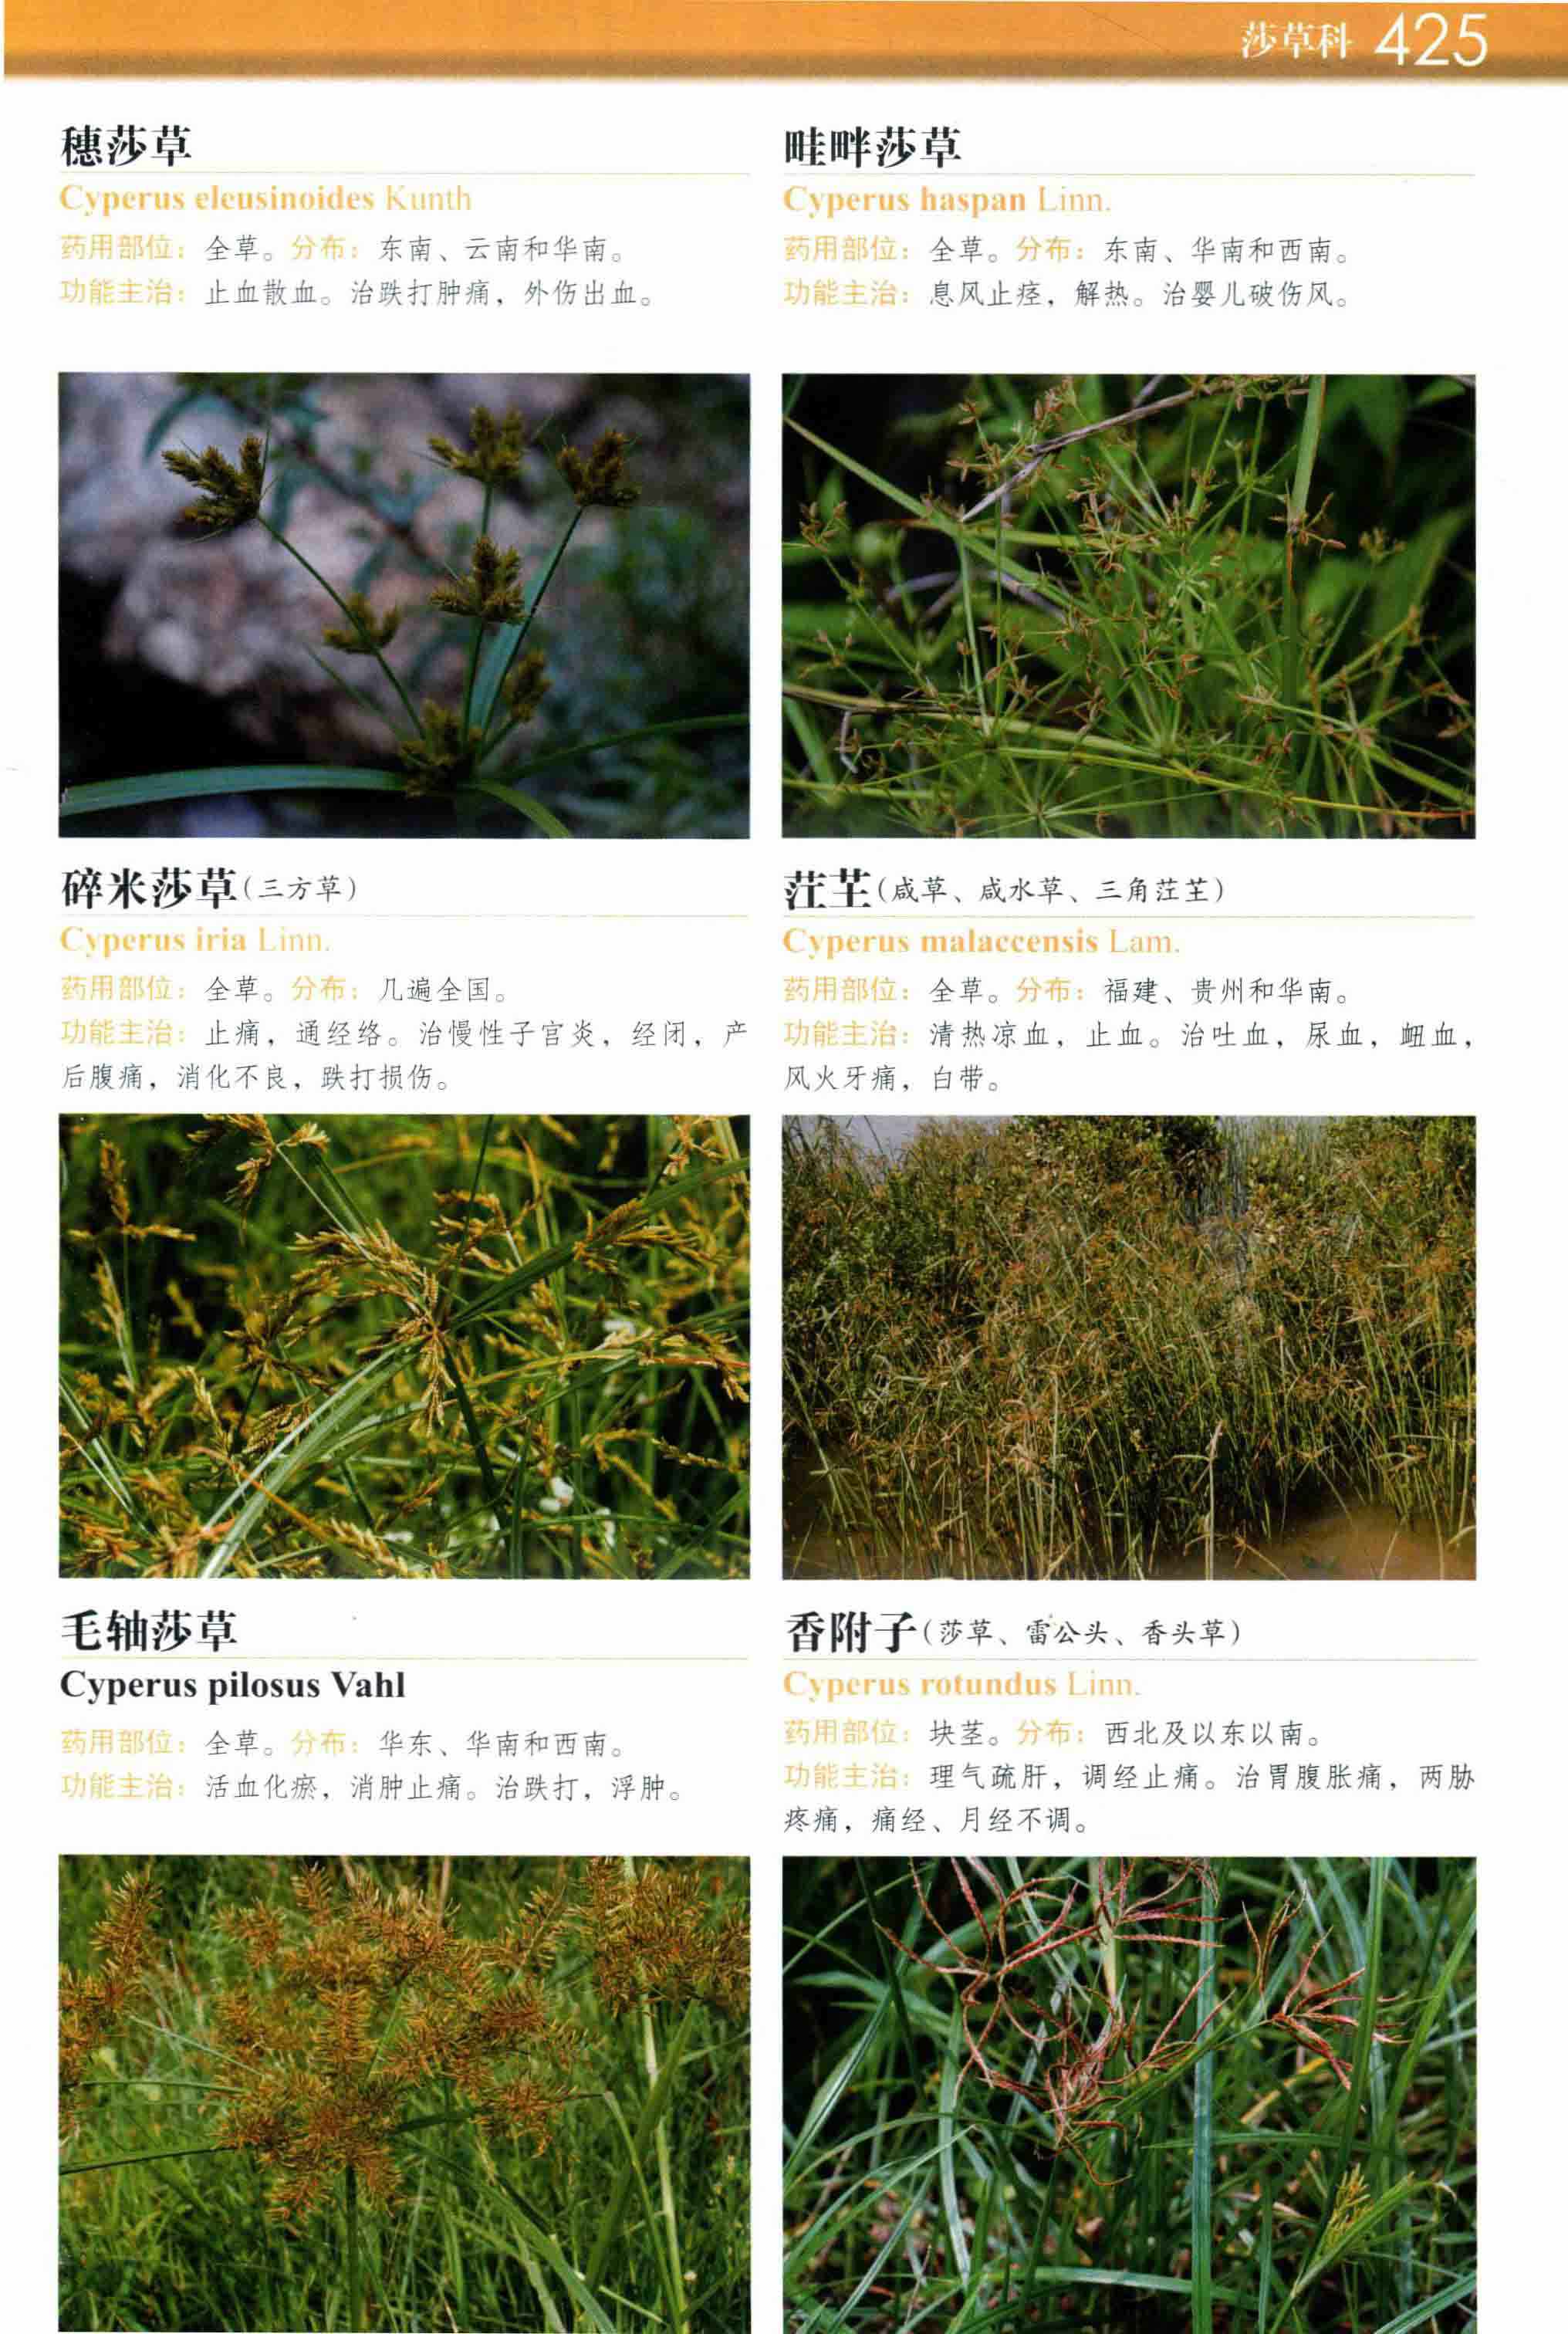 莎草科 425
穗莎草
Cyperus eleusinoides Kunth
药用部位：全草。分布：东南、云南和华南。
功能主治：止血散血。治跌打肿痛，外伤出血。
畦畔莎草
Cyperus haspan Linn.
药用部位：全草。分布：东南、华南和西南。
功能主治：息风止痉，解热。治婴儿破伤风。
碎米莎草（三方草）
Cyperus iria Linn.
药用部位：全草。分布：几遍全国。
功能主治：止痛，通经络。治慢性子宫炎，经闭，产
后腹痛，消化不良，跌打损伤。
茳芏（咸草、咸水草、三角茳芏）
Cyperus malaccensis Lam.
药用部位：全草。分布：福建、贵州和华南。
功能主治：清热凉血，止血。治吐血，尿血，衄血，
风火牙痛，白带。
毛轴莎草
Cyperus pilosus Vahl
药用部位：全草。分布：华东、华南和西南。
功能主治：活血化瘀，消肿止痛。治跌打，浮肿。
香附子（莎草、雷公头、香头草）
Cyperus rotundus Linn.
药用部位：块茎。分布：西北及以东以南。
功能主治：理气疏肝，调经止痛。治胃腹胀痛，两胁
疼痛，痛经、月经不调。